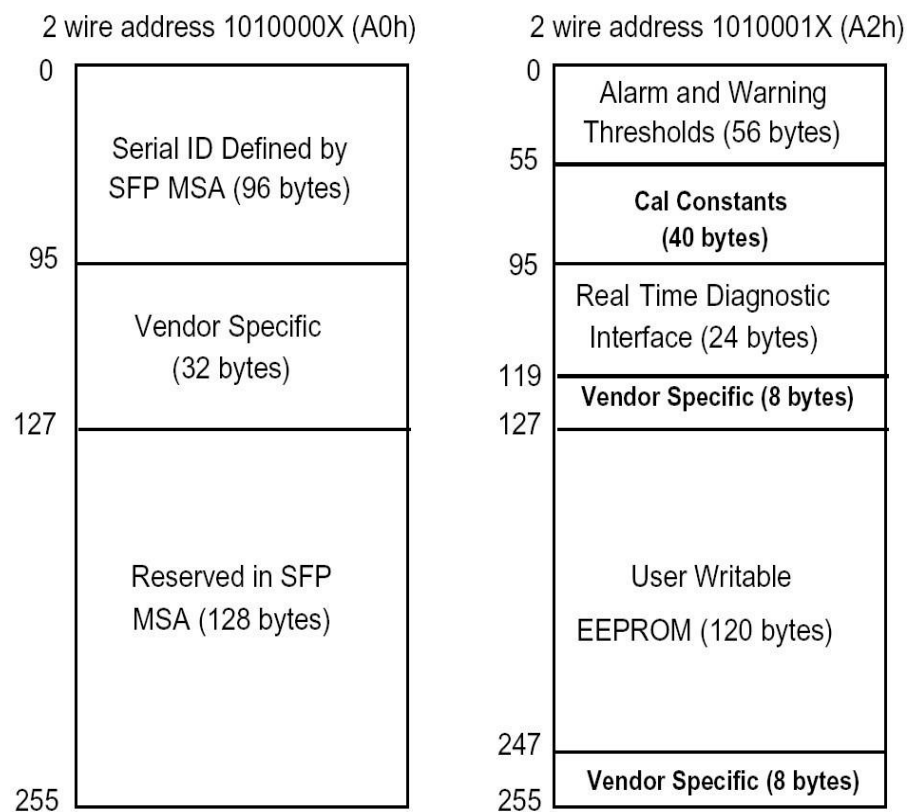 2 wire address 1010000X (A0h)
0
Serial ID Defined by
SFP MSA (96 bytes)
95
Vendor Specific
(32 bytes)
127
Reserved in SFP
MSA (128 bytes)
255
2 wire address 1010001X (A2h)
0
Alarm and Warning
Thresholds (56 bytes)
55
Cal Constants
(40 bytes)
95
Real Time Diagnostic
Interface (24 bytes)
119
Vendor Specific (8 bytes)
127
User Writable
EEPROM (120 bytes)
247
Vendor Specific (8 bytes)
255